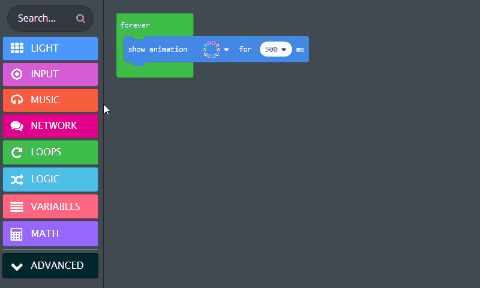 Search...
LIGHT
INPUT
MUSIC
NETWORK
LOOPS
LOGIC
VARIABLES
MATH
ADVANCED
forever
show animation for 500 ms